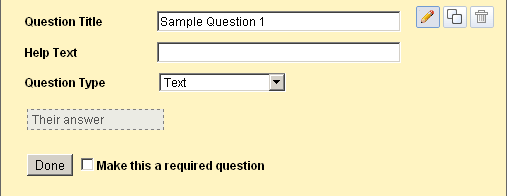 Question Title Sample Question 1
Help Text
Question Type Text
Their answer
Done Make this a required question